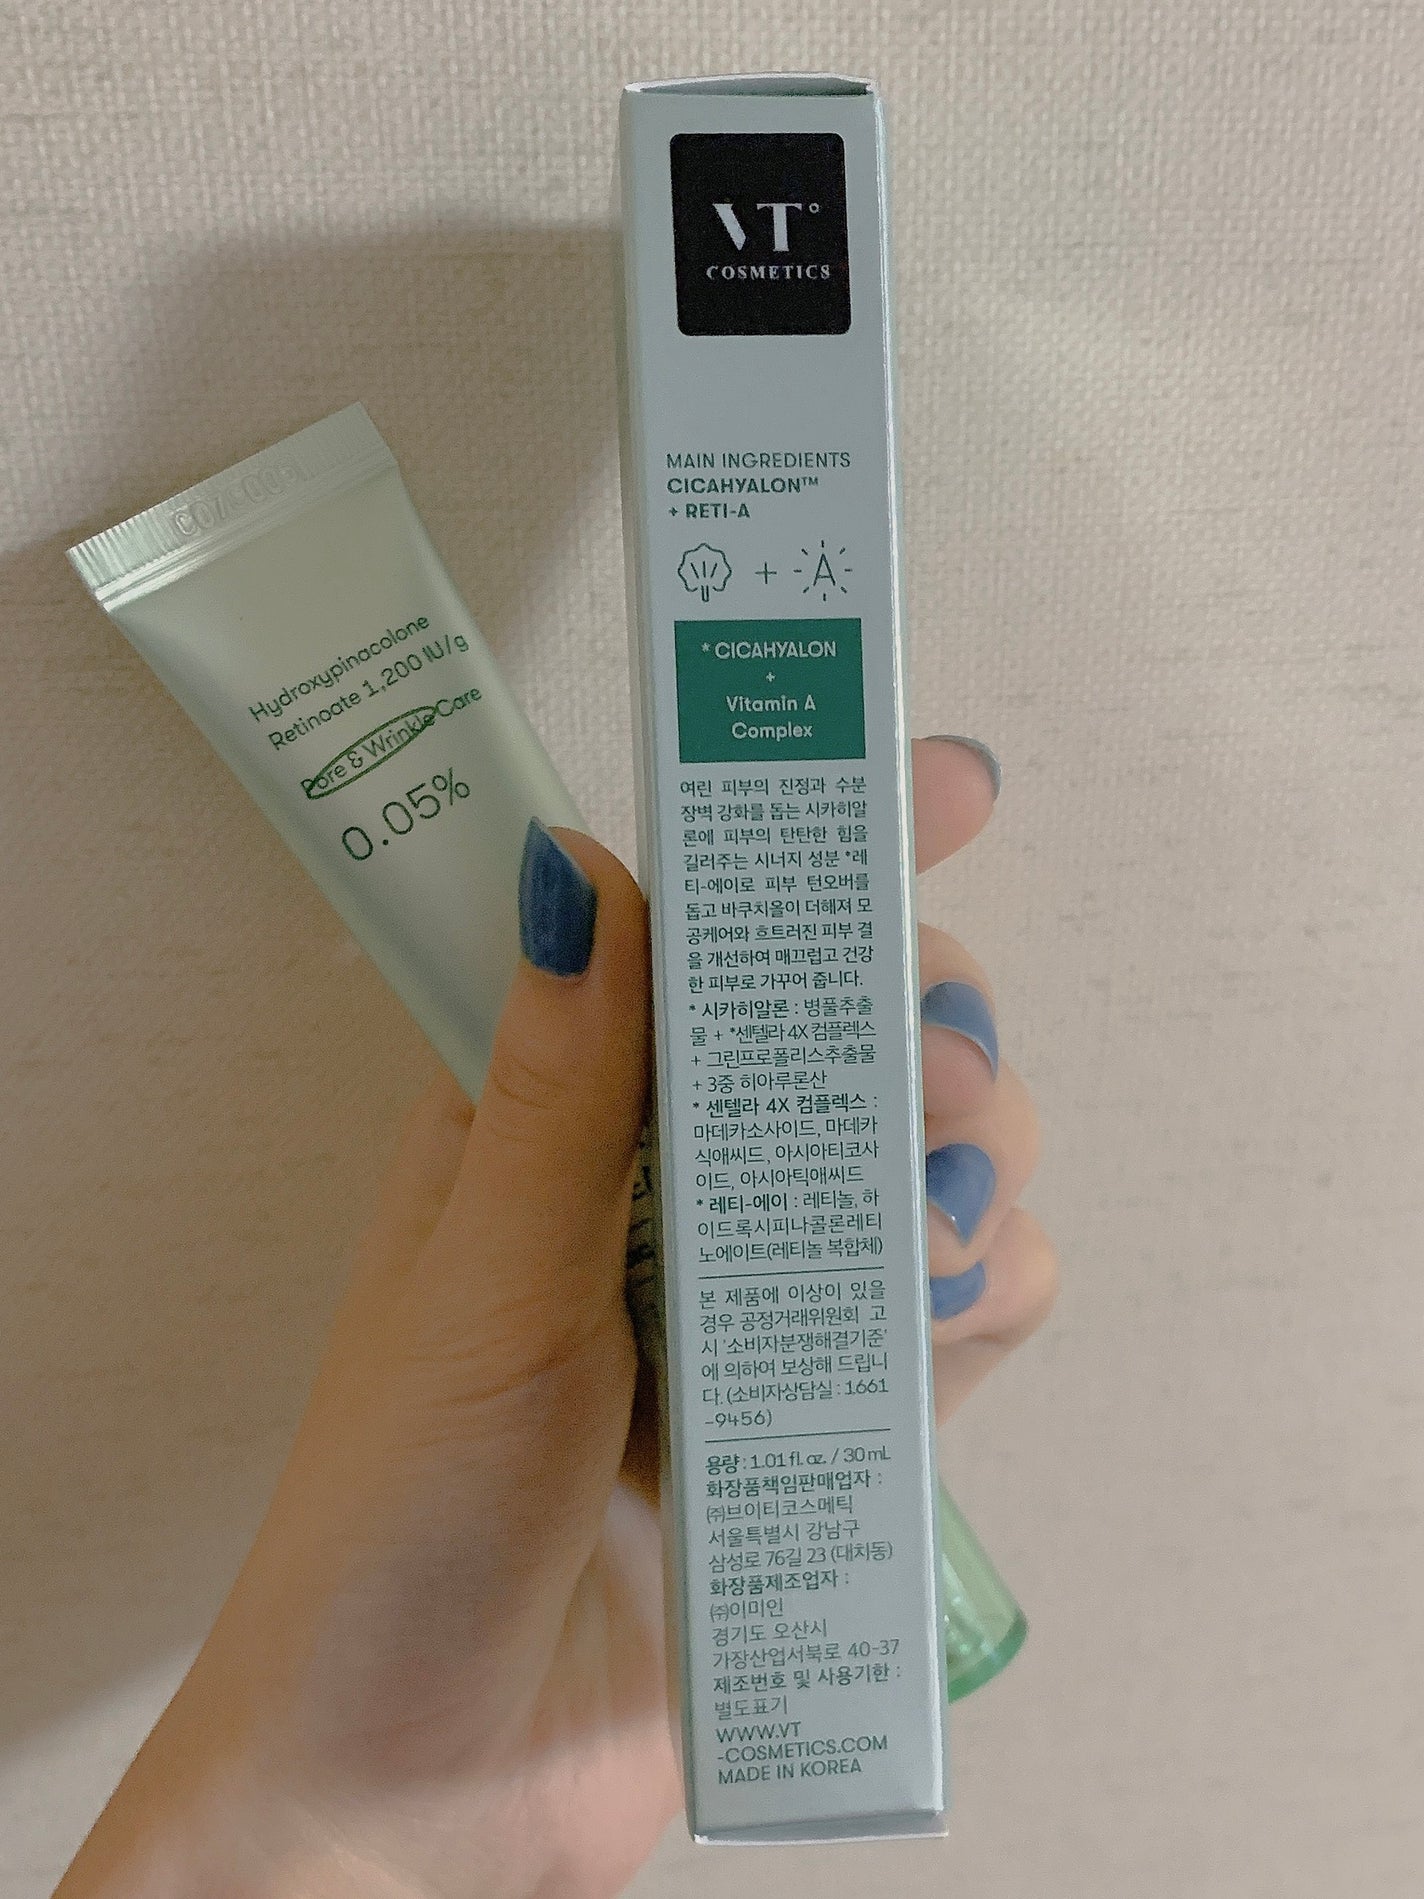 VT
COSMETICS
MAIN INGREDIENTS
CICAHYALON™
+ RETI-A
+ A
* CICAHYALON
+
Vitamin A
Complex
여린 피부의 진정과 수분
장벽 강화를 돕는 시카히알
론에 피부의 탄탄한 힘을
길러주는 시너지 성분 *레
티-에이로 피부 턴오버를
돕고 바쿠치올이 더해져 모
공케어와 흐트러진 피부 결
을 개선하여 매끄럽고 건강
한 피부로 가꾸어 줍니다.
* 시카히알론 : 병풀추출
물 + *센텔라 4X 컴플렉스
+ 그린프로폴리스추출물
+ 3중 히아루론산
* 센텔라 4X 컴플렉스 :
마데카소사이드, 마데카
식애씨드, 아시아티코사
이드, 아시아틱애씨드
* 레티-에이 : 레티놀, 하
이드록시피나콜론레티
노에이트(레티놀 복합체)
본 제품에 이상이 있을
경우 공정거래위원회 고
시 '소비자분쟁해결기준'
에 의하여 보상해 드립니
다. (소비자상담실 : 1661
-9456)
용량 : 1.01 fl. oz. / 30 mL
화장품책임판매업자 :
㈜브이티코스메틱
서울특별시 강남구
삼성로 76길 23 (대치동)
화장품제조업자 :
㈜이미인
경기도 오산시
가장산업서북로 40-37
제조번호 및 사용기한 :
별도표기
WWW.VT
-COSMETICS.COM
MADE IN KOREA
Hydroxypinacolone
Retinoate 1,200 IU/g
Pore & Wrinkle Care
0.05%